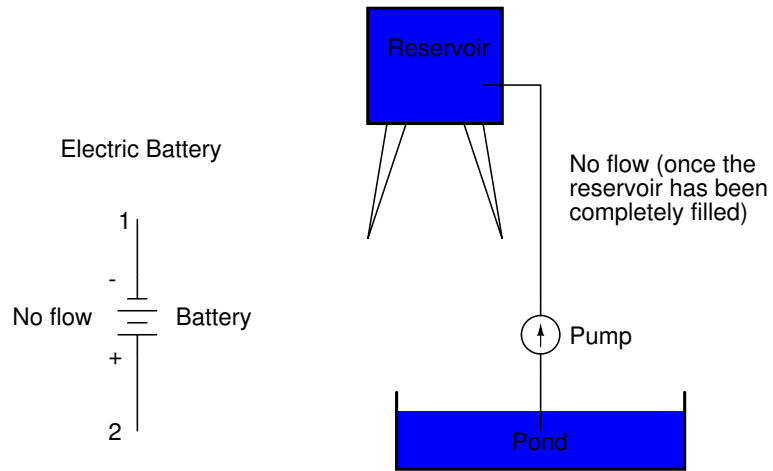 Reservoir
Electric Battery
No flow (once the
reservoir has been
completely filled)
1
-
No flow
Battery
Pump
+
2
Pond